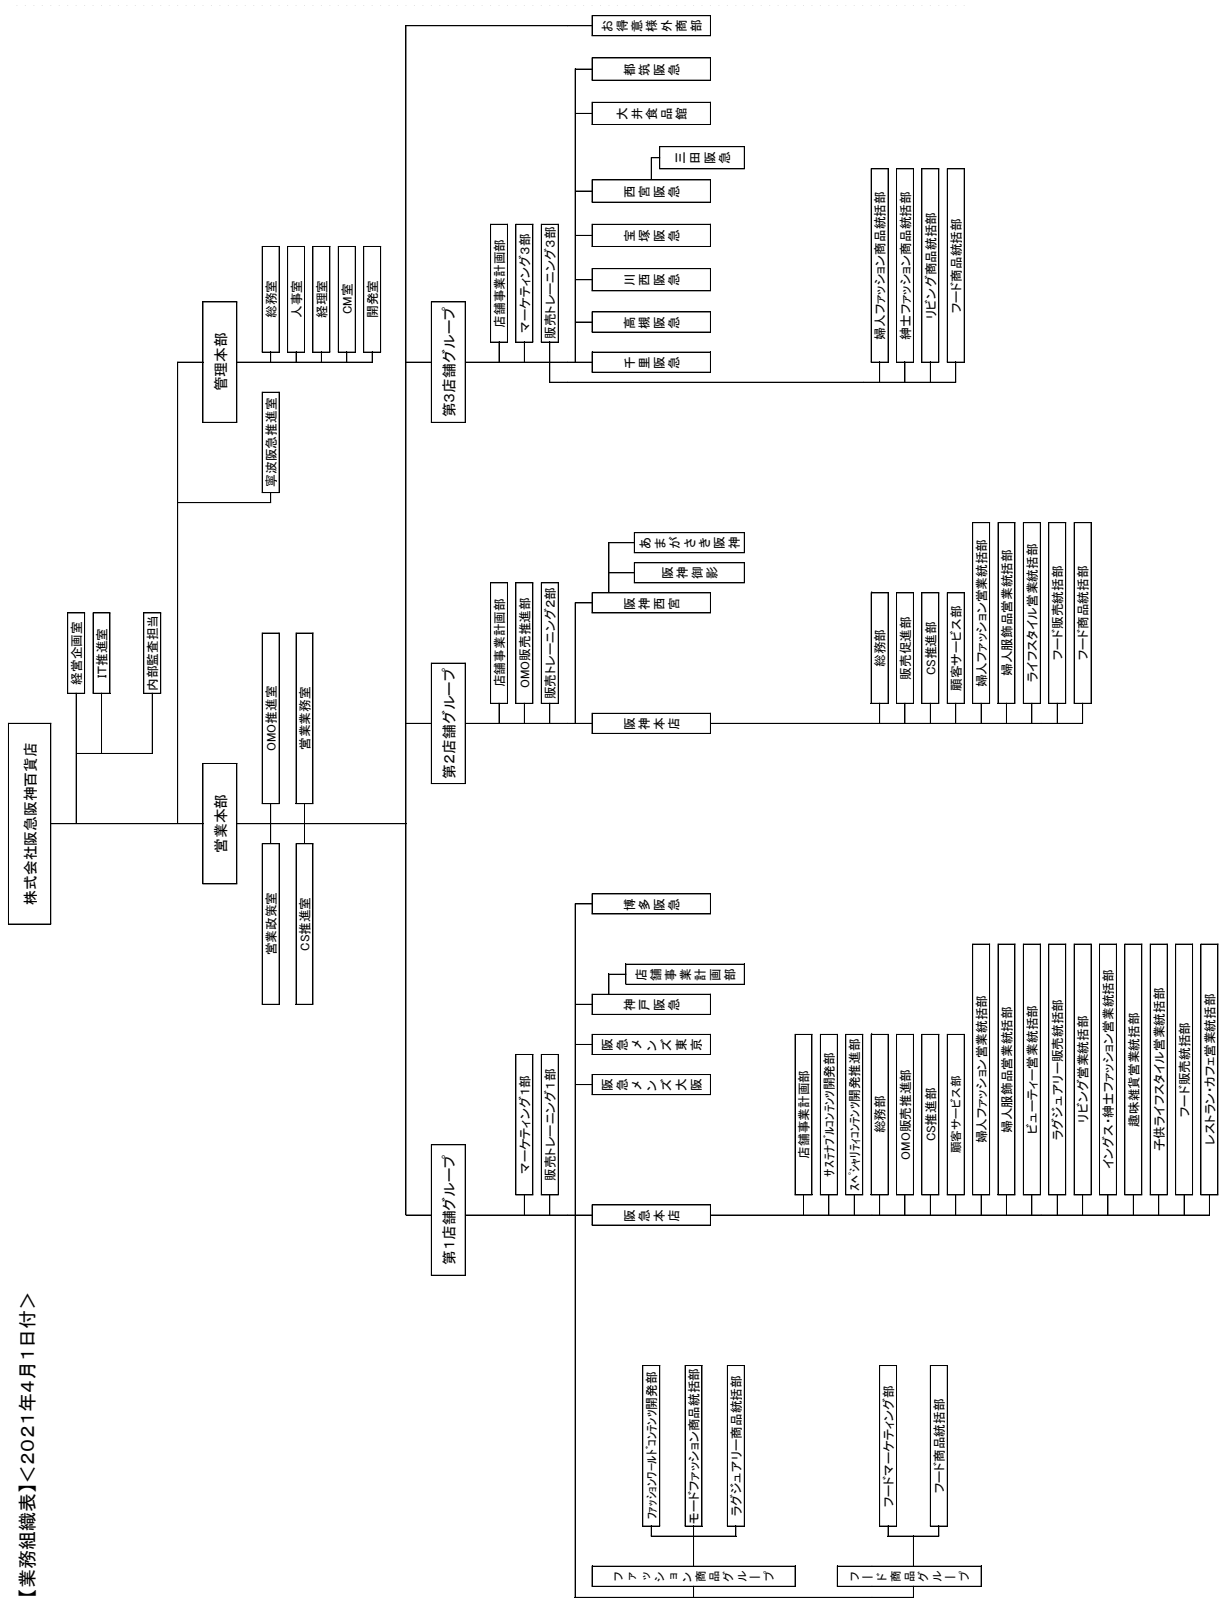 【業務組織表】＜2021年4月1日付＞
株式会社阪急阪神百貨店
経営企画室
IT推進室
内部監査担当
営業本部
管理本部
寧波阪急推進室
総務室
人事室
経理室
CM室
開発室
営業政策室
CS推進室
OMO推進室
営業業務室
第1店舗グループ
マーケティング1部
販売トレーニング1部
ファッション商品グループ
ファッションワールドコンテンツ開発部
モードファッション商品統括部
ラグジュアリー商品統括部
フード商品グループ
フードマーケティング部
フード商品統括部
阪急本店
店舗事業計画部
サステナブルコンテンツ開発部
スペシャリティコンテンツ開発推進部
総務部
OMO販売推進部
CS推進部
顧客サービス部
婦人ファッション営業統括部
婦人服飾品営業統括部
ビューティー営業統括部
ラグジュアリー販売統括部
リビング営業統括部
イングス・紳士ファッション営業統括部
趣味雑貨営業統括部
子供ライフスタイル営業統括部
フード販売統括部
レストラン・カフェ営業統括部
阪急メンズ大阪
阪急メンズ東京
神戸阪急
店舗事業計画部
博多阪急
第2店舗グループ
店舗事業計画部
OMO販売推進部
販売トレーニング2部
阪神本店
総務部
販売促進部
CS推進部
顧客サービス部
婦人ファッション営業統括部
婦人服飾品営業統括部
ライフスタイル営業統括部
フード販売統括部
フード商品統括部
阪神西宮
阪神御影
あまがさき阪神
第3店舗グループ
店舗事業計画部
マーケティング3部
販売トレーニング3部
婦人ファッション商品統括部
紳士ファッション商品統括部
リビング商品統括部
フード商品統括部
千里阪急
高槻阪急
川西阪急
宝塚阪急
西宮阪急
三田阪急
大井食品館
都筑阪急
お得意様外商部